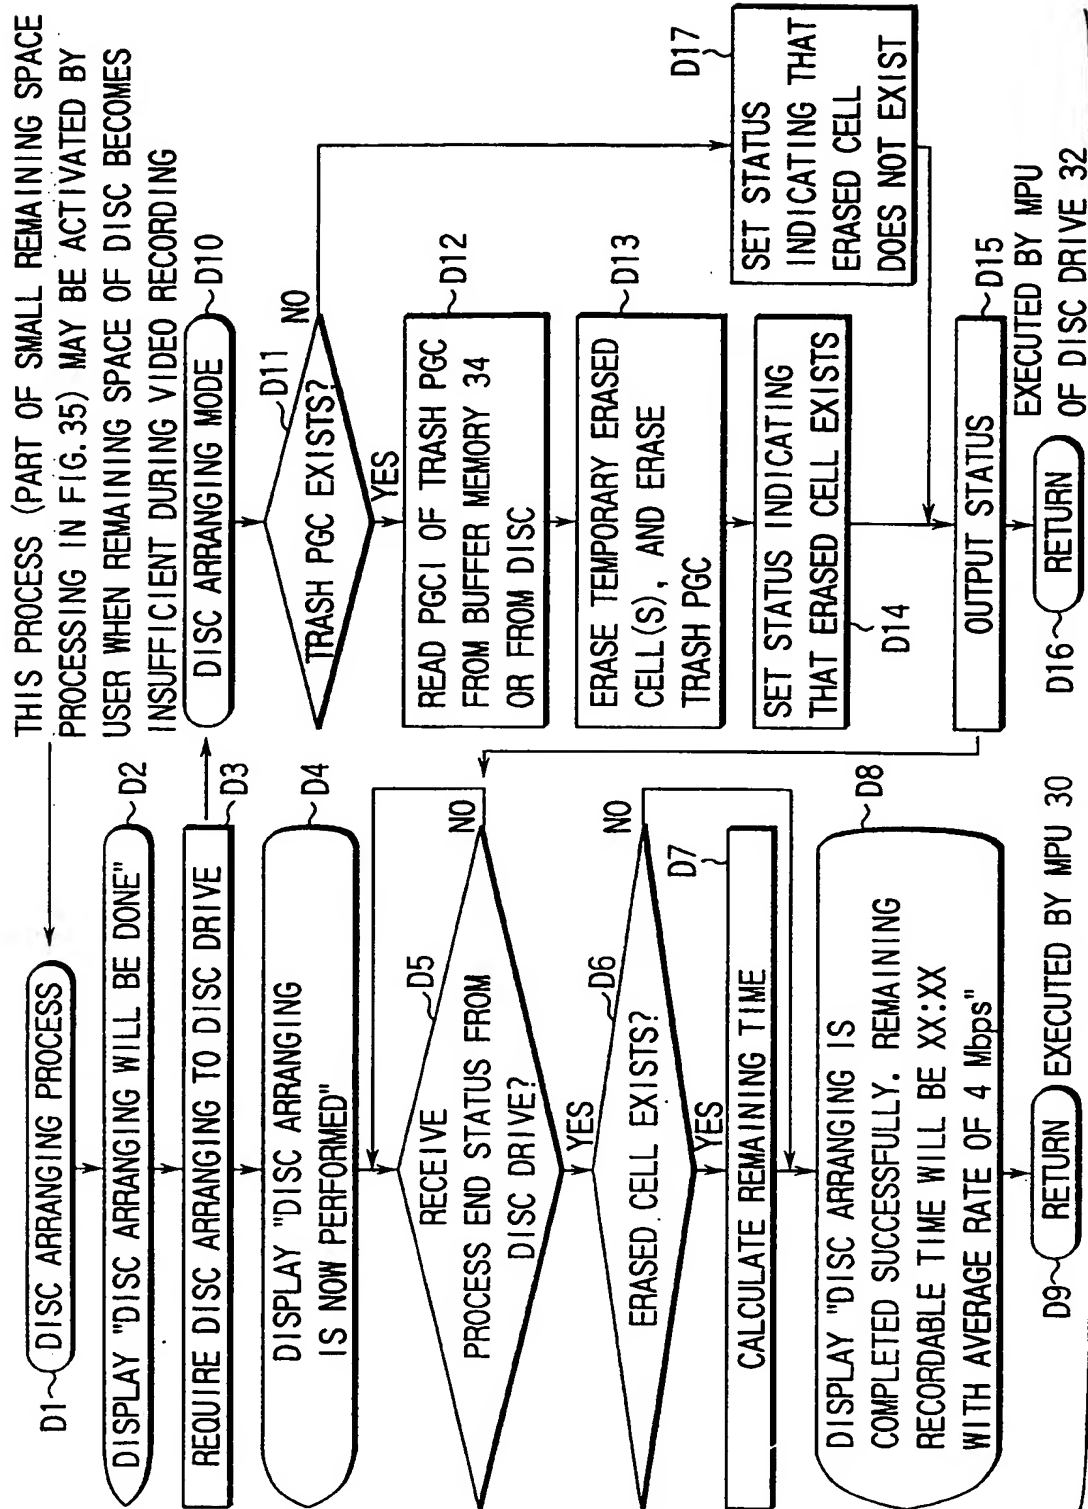 THIS PROCESS (PART OF SMALL REMAINING SPACE
PROCESSING IN FIG.35) MAY BE ACTIVATED BY
USER WHEN REMAINING SPACE OF DISC BECOMES
INSUFFICIENT DURING VIDEO RECORDING
D1
DISC ARRANGING PROCESS
D2
DISPLAY "DISC ARRANGING WILL BE DONE"
D3
REQUIRE DISC ARRANGING TO DISC DRIVE
D4
DISPLAY "DISC ARRANGING
IS NOW PERFORMED"
D5
RECEIVE
PROCESS END STATUS FROM
DISC DRIVE?
NO
YES
D6
ERASED CELL EXISTS?
NO
YES
D7
CALCULATE REMAINING TIME
D8
DISPLAY "DISC ARRANGING IS
COMPLETED SUCCESSFULLY. REMAINING
RECORDABLE TIME WILL BE XX:XX
WITH AVERAGE RATE OF 4 Mbps"
D9
RETURN
EXECUTED BY MPU 30
D10
DISC ARRANGING MODE
D11
TRASH PGC EXISTS?
NO
YES
D12
READ PGCI OF TRASH PGC
FROM BUFFER MEMORY 34
OR FROM DISC
D13
ERASE TEMPORARY ERASED
CELL(S), AND ERASE
TRASH PGC
SET STATUS INDICATING
THAT ERASED CELL EXISTS
D14
D17
SET STATUS
INDICATING THAT
ERASED CELL
DOES NOT EXIST
D15
OUTPUT STATUS
D16
RETURN
EXECUTED BY MPU
OF DISC DRIVE 32